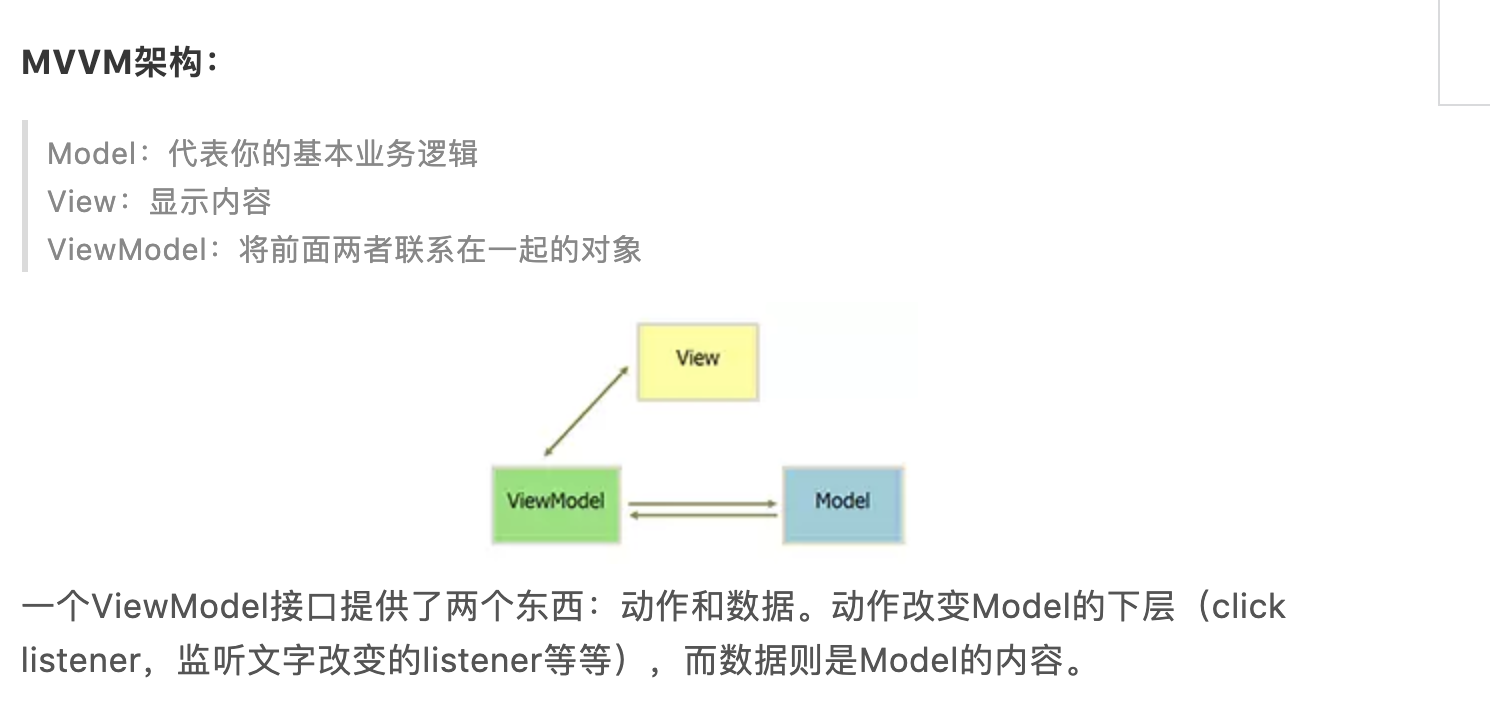 MVVM架构：
Model：代表你的基本业务逻辑
View：显示内容
ViewModel：将前面两者联系在一起的对象
View
ViewModel
Model
一个ViewModel接口提供了两个东西：动作和数据。动作改变Model的下层（click
listener，监听文字改变的listener等等），而数据则是Model的内容。